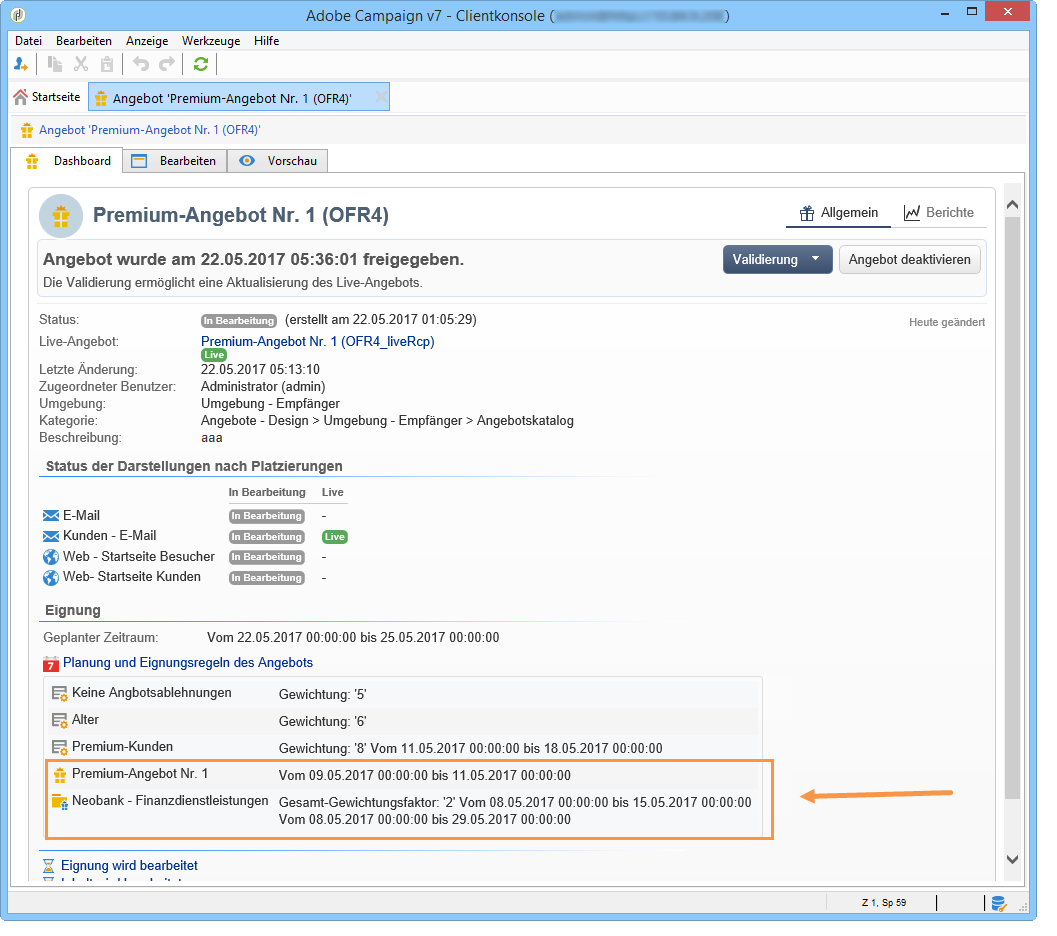 Adobe Campaign v7 - Clientkonsole (
)
Datei Bearbeiten Anzeige Werkzeuge Hilfe
Startseite Angebot 'Premium-Angebot Nr. 1 (OFR4)'
Angebot 'Premium-Angebot Nr. 1 (OFR4)'
Dashboard Bearbeiten Vorschau
Premium-Angebot Nr. 1 (OFR4) Allgemein Berichte
Angebot wurde am 22.05.2017 05:36:01 freigegeben. Validierung Angebot deaktivieren
Die Validierung ermöglicht eine Aktualisierung des Live-Angebots.
Status: In Bearbeitung (erstellt am 22.05.2017 01:05:29) Heute geändert
Live-Angebot: Premium-Angebot Nr. 1 (OFR4_liveRcp)
Live
Letzte Änderung: 22.05.2017 05:13:10
Zugeordneter Benutzer: Administrator (admin)
Umgebung: Umgebung - Empfänger
Kategorie: Angebote - Design > Umgebung - Empfänger > Angebotskatalog
Beschreibung: aaa
Status der Darstellungen nach Platzierungen
In Bearbeitung Live
E-Mail In Bearbeitung -
Kunden - E-Mail In Bearbeitung Live
Web - Startseite Besucher In Bearbeitung -
Web- Startseite Kunden In Bearbeitung -
Eignung
Geplanter Zeitraum: Vom 22.05.2017 00:00:00 bis 25.05.2017 00:00:00
7 Planung und Eignungsregeln des Angebots
Keine Angbotsablehnungen Gewichtung: '5'
Alter Gewichtung: '6'
Premium-Kunden Gewichtung: '8' Vom 11.05.2017 00:00:00 bis 18.05.2017 00:00:00
Premium-Angebot Nr. 1 Vom 09.05.2017 00:00:00 bis 11.05.2017 00:00:00
Neobank - Finanzdienstleistungen Gesamt-Gewichtungsfaktor: '2' Vom 08.05.2017 00:00:00 bis 15.05.2017 00:00:00
Vom 08.05.2017 00:00:00 bis 29.05.2017 00:00:00
Eignung wird bearbeitet
Z 1, Sp 59